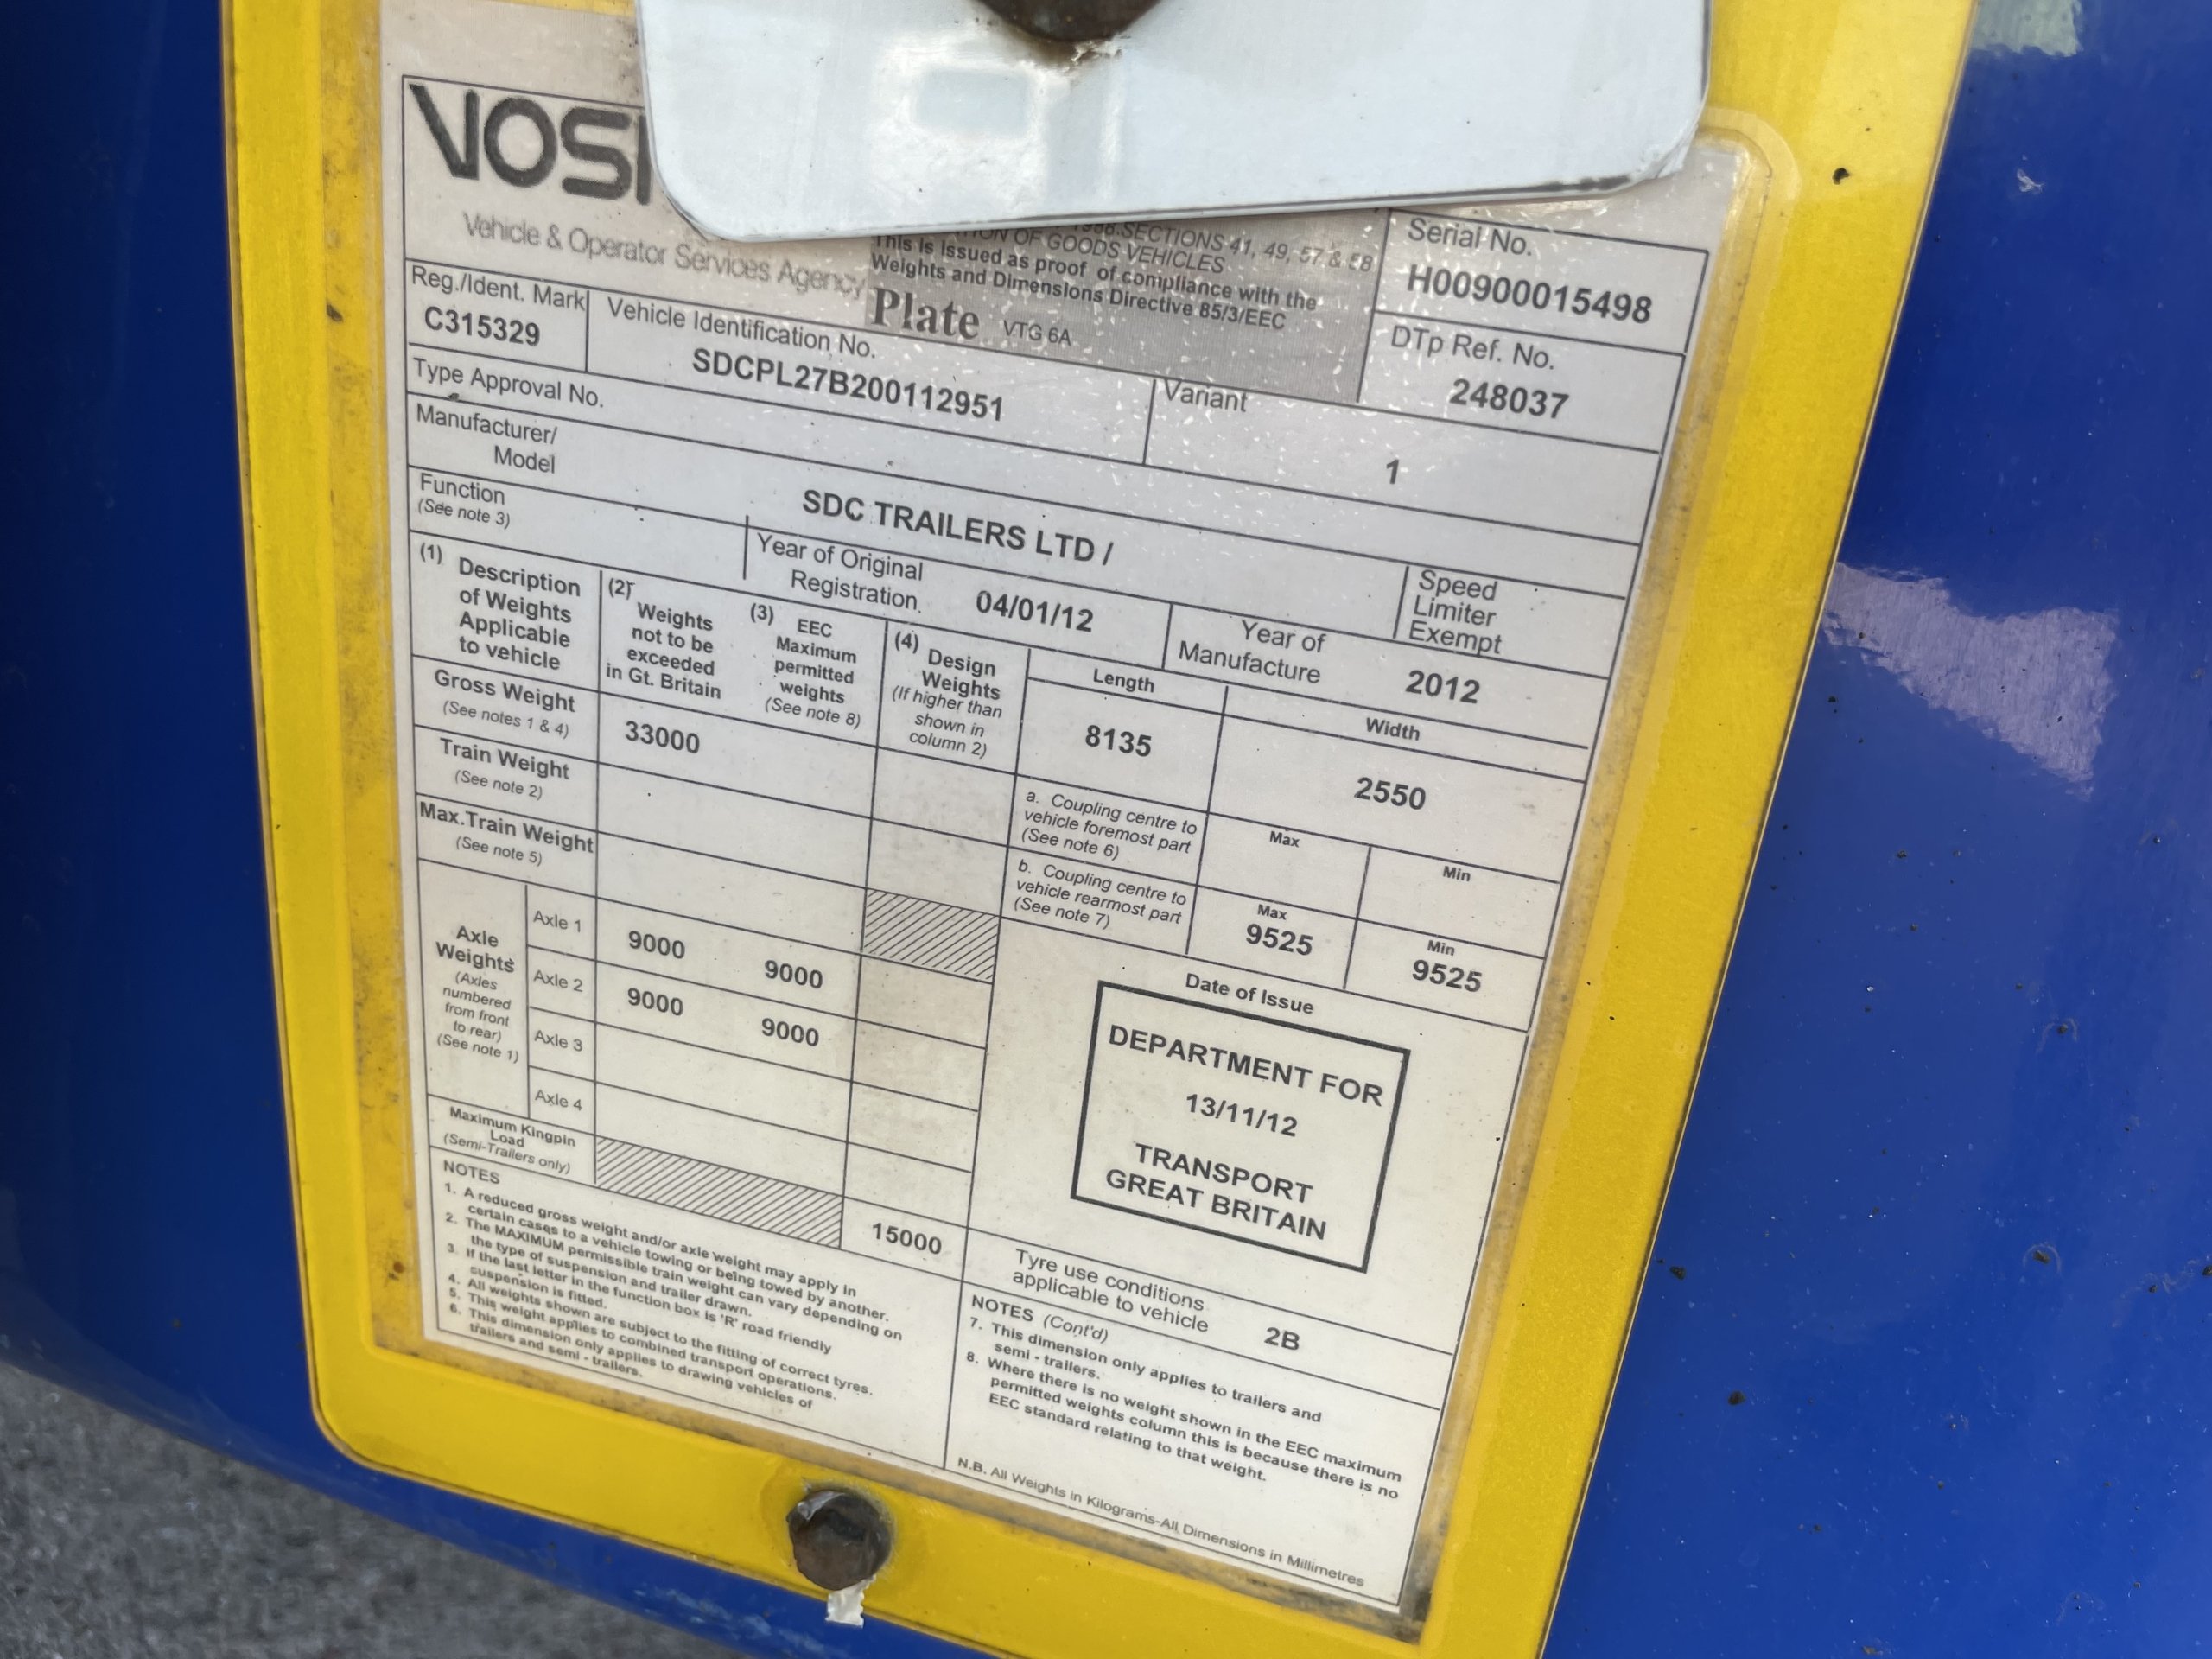 VOS
Vehicle & Operator Services Agency
SECTIONS 41, 49, 57 & 58
OF GOODS VEHICLES
This is issued as proof of compliance with the
Weights and Dimensions Directive 85/3/EEC
Plate VTG 6A
Serial No.
H00900015498
DTp Ref. No.
248037
Reg./Ident. Mark
C315329
Vehicle Identification No.
SDCPL27B200112951
Variant
1
Type Approval No.
Manufacturer/
Model
SDC TRAILERS LTD /
Function
(See note 3)
Year of Original
Registration
04/01/12
Year of
Manufacture
2012
Speed
Limiter
Exempt
(1) Description
of Weights
Applicable
to vehicle
(2)
Weights
not to be
exceeded
in Gt. Britain
(3) EEC
Maximum
permitted
weights
(See note 8)
(4) Design
Weights
(If higher than
shown in
column 2)
Length
8135
Width
2550
Gross Weight
(See notes 1 & 4)
33000
Train Weight
(See note 2)
Max.Train Weight
(See note 5)
a. Coupling centre to
vehicle foremost part
(See note 6)
Max
Min
b. Coupling centre to
vehicle rearmost part
(See note 7)
Max
9525
Min
9525
Axle
Weights
(Axles
numbered
from front
to rear)
(See note 1)
Axle 1
9000 9000
Axle 2
9000 9000
Axle 3
Axle 4
Maximum Kingpin
Load
(Semi-Trailers only)
15000
Date of Issue
DEPARTMENT FOR
13/11/12
TRANSPORT
GREAT BRITAIN
Tyre use conditions
applicable to vehicle
2B
NOTES
1. A reduced gross weight and/or axle weight may apply in
certain cases to a vehicle towing or being towed by another.
2. The MAXIMUM permissible train weight can vary depending on
the type of suspension and trailer drawn.
3. If the last letter in the function box is 'R' road friendly
suspension is fitted.
4. All weights shown are subject to the fitting of correct tyres.
5. This weight applies to combined transport operations.
6. This dimension only applies to drawing vehicles of
trailers and semi - trailers.
NOTES (Cont'd)
7. This dimension only applies to trailers and
semi - trailers.
8. Where there is no weight shown in the EEC maximum
permitted weights column this is because there is no
EEC standard relating to that weight.
N.B. All Weights in Kilograms-All Dimensions in Millimetres